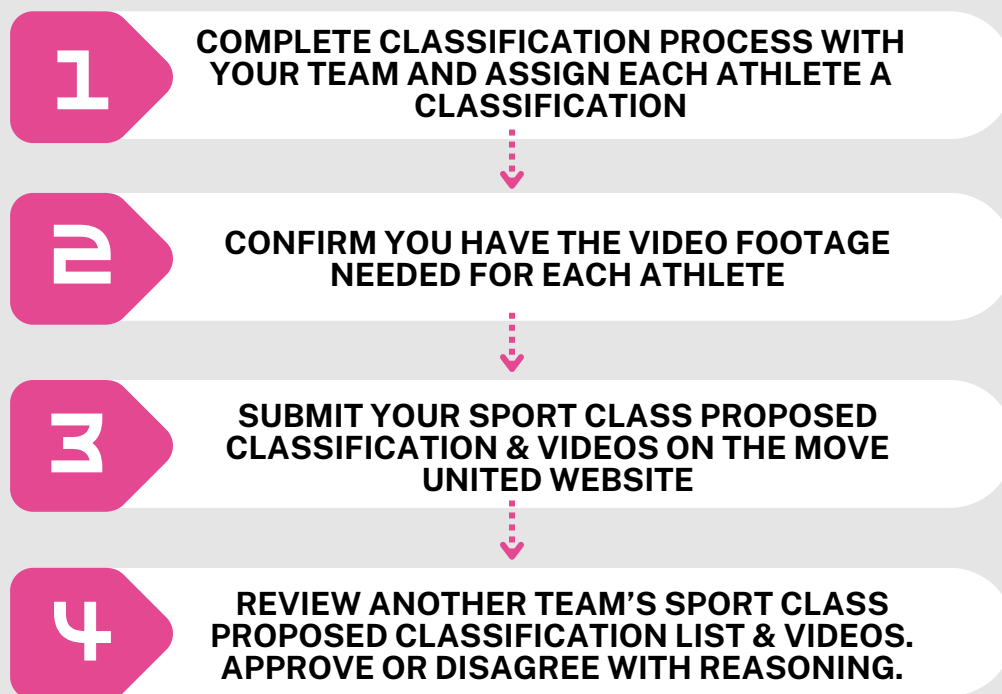 1
COMPLETE CLASSIFICATION PROCESS WITH
YOUR TEAM AND ASSIGN EACH ATHLETE A
CLASSIFICATION
2
CONFIRM YOU HAVE THE VIDEO FOOTAGE
NEEDED FOR EACH ATHLETE
3
SUBMIT YOUR SPORT CLASS PROPOSED
CLASSIFICATION & VIDEOS ON THE MOVE
UNITED WEBSITE
4
REVIEW ANOTHER TEAM’S SPORT CLASS
PROPOSED CLASSIFICATION LIST & VIDEOS.
APPROVE OR DISAGREE WITH REASONING.